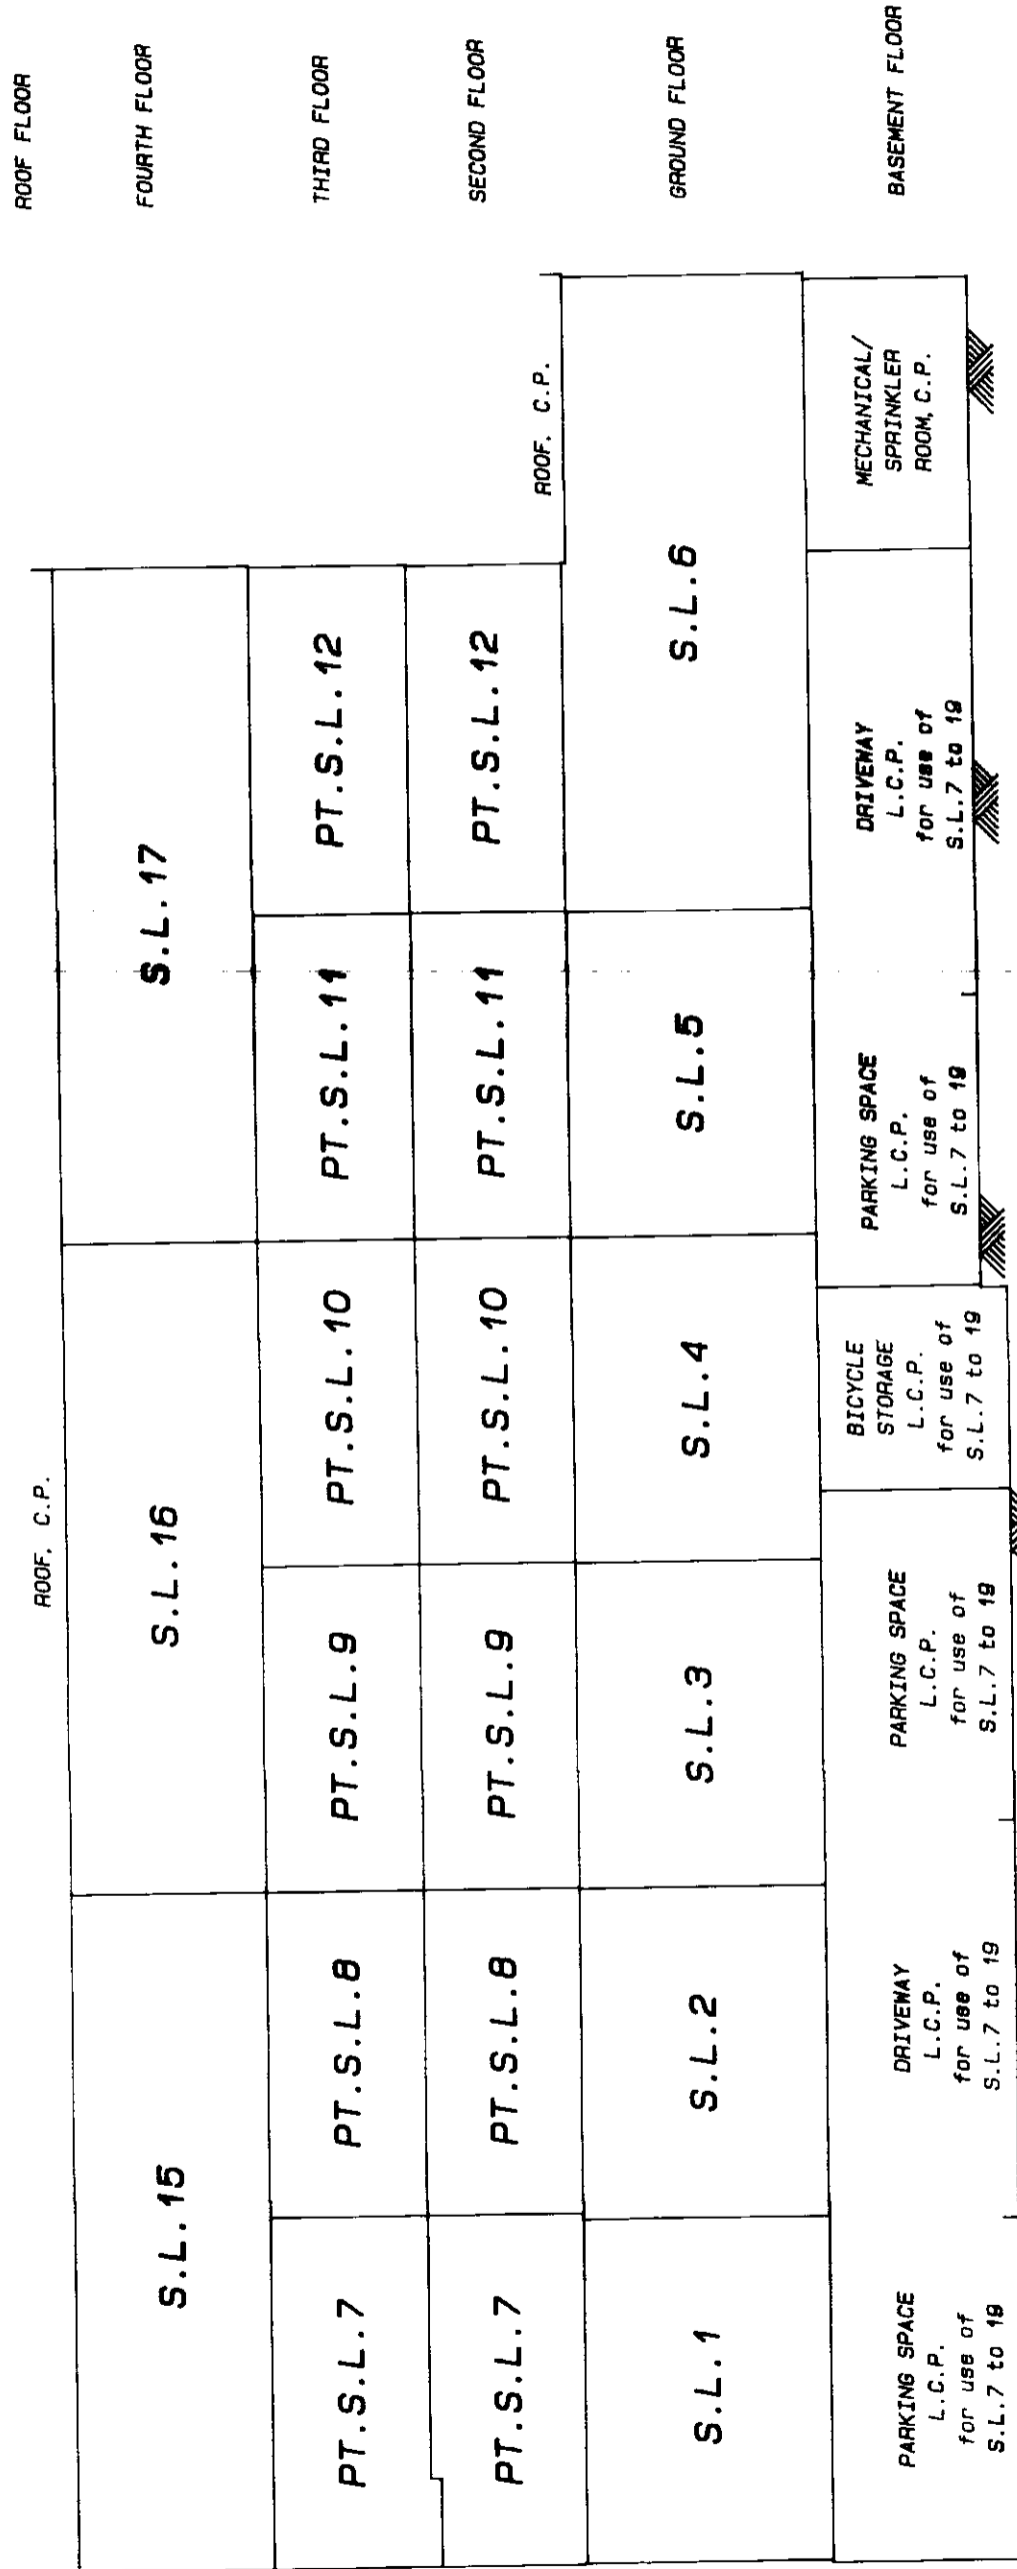 ROOF. C.P.
ROOF FLOOR
S.L.15
S.L.16
S.L.17
FOURTH FLOOR
PT.S.L.7
PT.S.L.8
PT.S.L.9
PT.S.L.10
PT.S.L.11
PT.S.L.12
THIRD FLOOR
PT.S.L.7
PT.S.L.8
PT.S.L.9
PT.S.L.10
PT.S.L.11
PT.S.L.12
SECOND FLOOR
ROOF. C.P.
S.L.1
S.L.2
S.L.3
S.L.4
S.L.5
S.L.6
GROUND FLOOR
PARKING SPACE
L.C.P.
for use of
S.L.7 to 19
DRIVEWAY
L.C.P.
for use of
S.L.7 to 19
PARKING SPACE
L.C.P.
for use of
S.L.7 to 19
BICYCLE
STORAGE
L.C.P.
for use of
S.L.7 to 19
PARKING SPACE
L.C.P.
for use of
S.L.7 to 19
DRIVEWAY
L.C.P.
for use of
S.L.7 to 19
MECHANICAL/
SPRINKLER
ROOM, C.P.
BASEMENT FLOOR